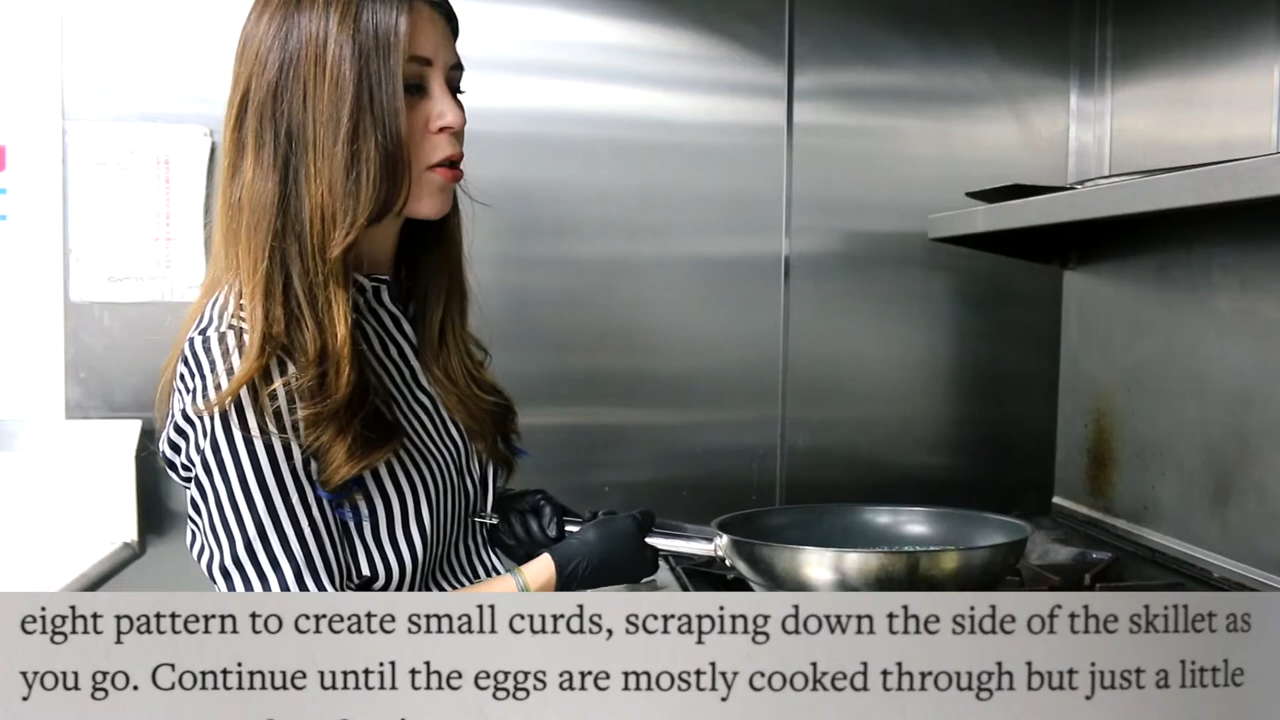 eight pattern to create small curds, scraping down the side of the skillet as
you go. Continue until the eggs are mostly cooked through but just a little